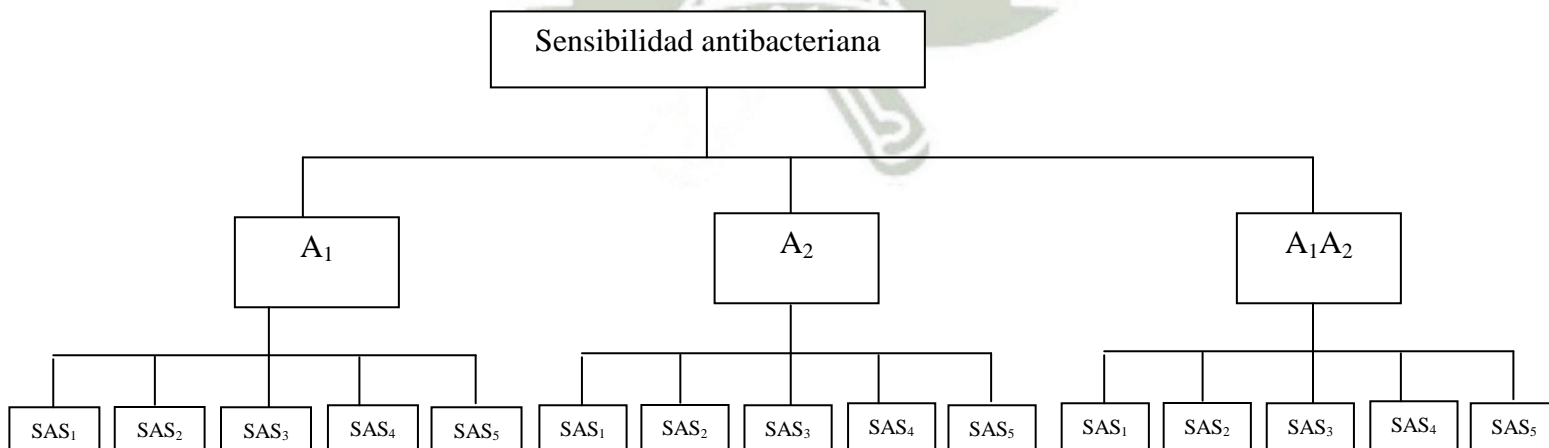 Sensibilidad antibacteriana
A₁ A₂ A₁A₂
SAS₁ SAS₂ SAS₃ SAS₄ SAS₅ SAS₁ SAS₂ SAS₃ SAS₄ SAS₅ SAS₁ SAS₂ SAS₃ SAS₄ SAS₅